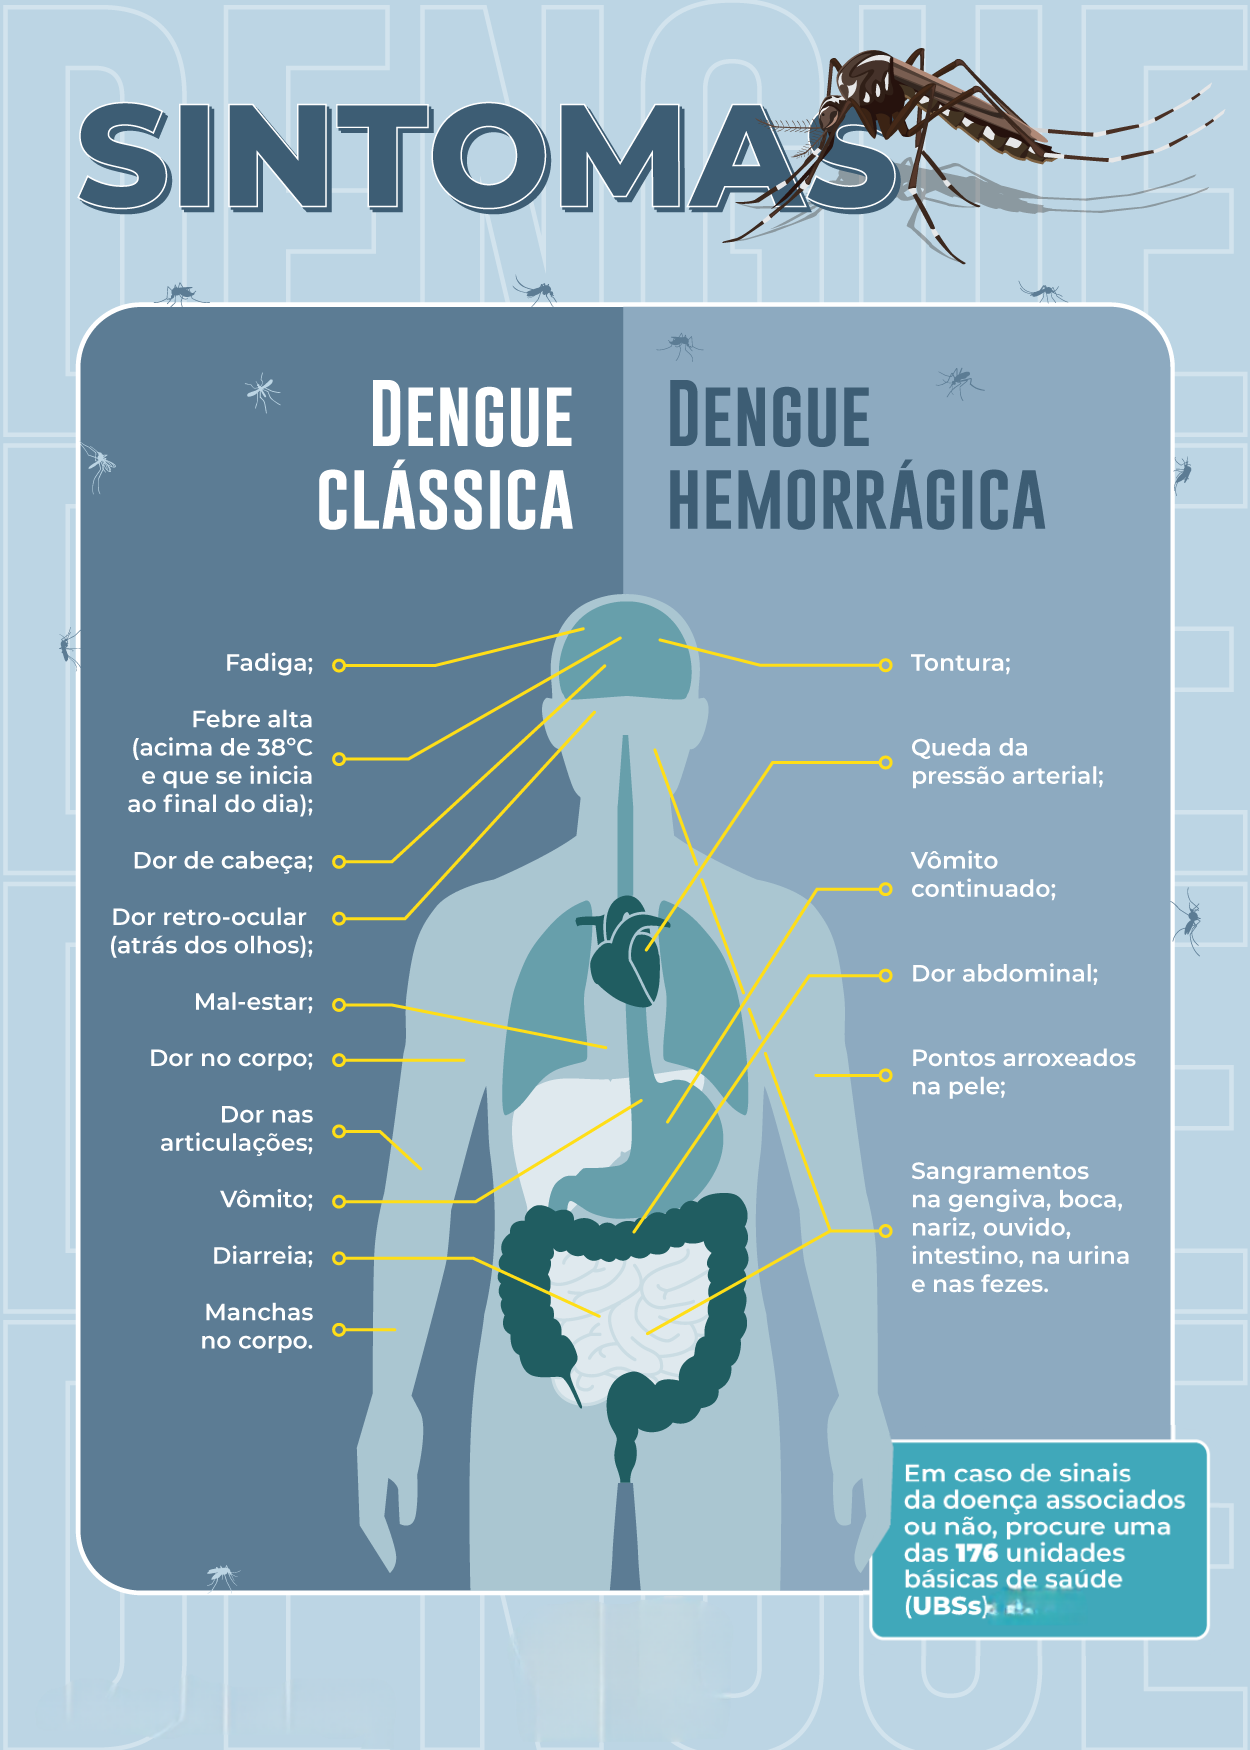 DENGUE
SINTOMAS
DENGUE
CLÁSSICA
Fadiga;
Febre alta
(acima de 38ºC
e que se inicia
ao final do dia);
Dor de cabeça;
Dor retro-ocular
(atrás dos olhos);
Mal-estar;
Dor no corpo;
Dor nas
articulações;
Vômito;
Diarreia;
Manchas
no corpo.
DENGUE
HEMORRÁGICA
Tontura;
Queda da
pressão arterial;
Vômito
continuado;
Dor abdominal;
Pontos arroxeados
na pele;
Sangramentos
na gengiva, boca,
nariz, ouvido,
intestino, na urina
e nas fezes.
Em caso de sinais
da doença associados
ou não, procure uma
das 176 unidades
básicas de saúde
(UBSs)